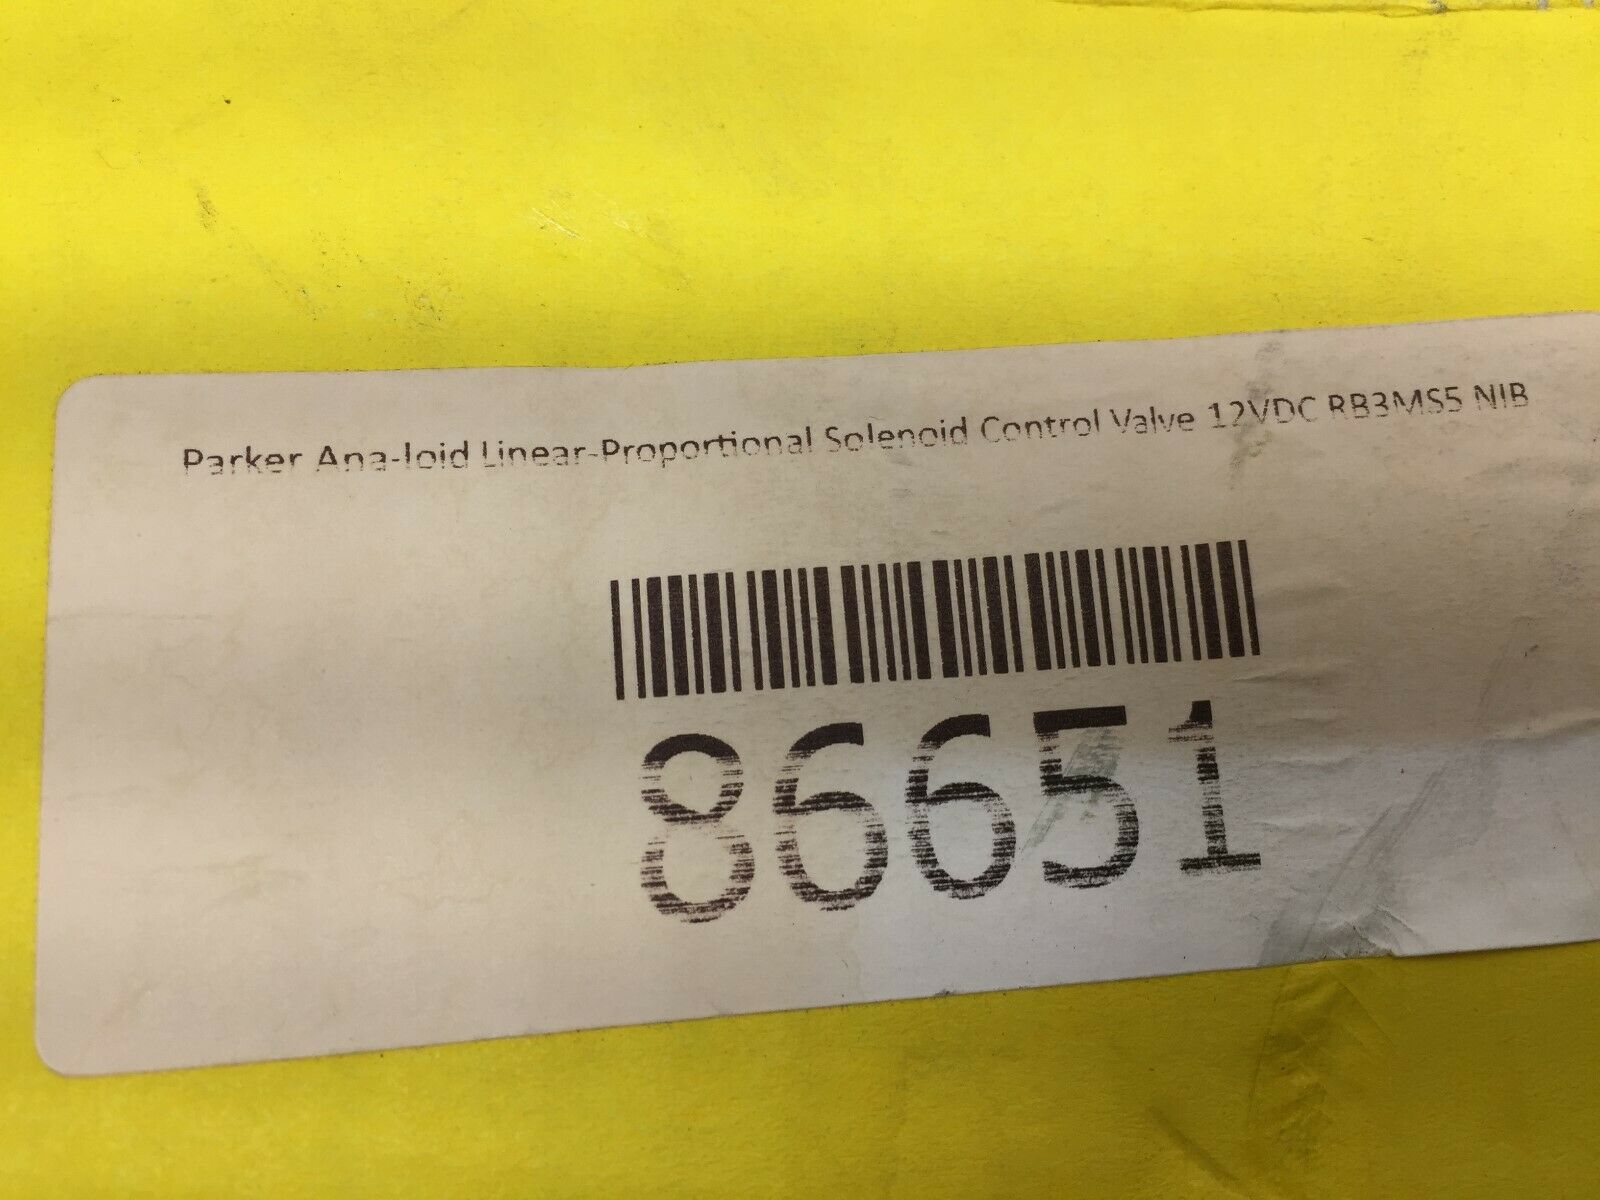 Parker Ana-loid Linear-Proportional Solenoid Control Valve 12VDC RB3MS5 NIB
86651